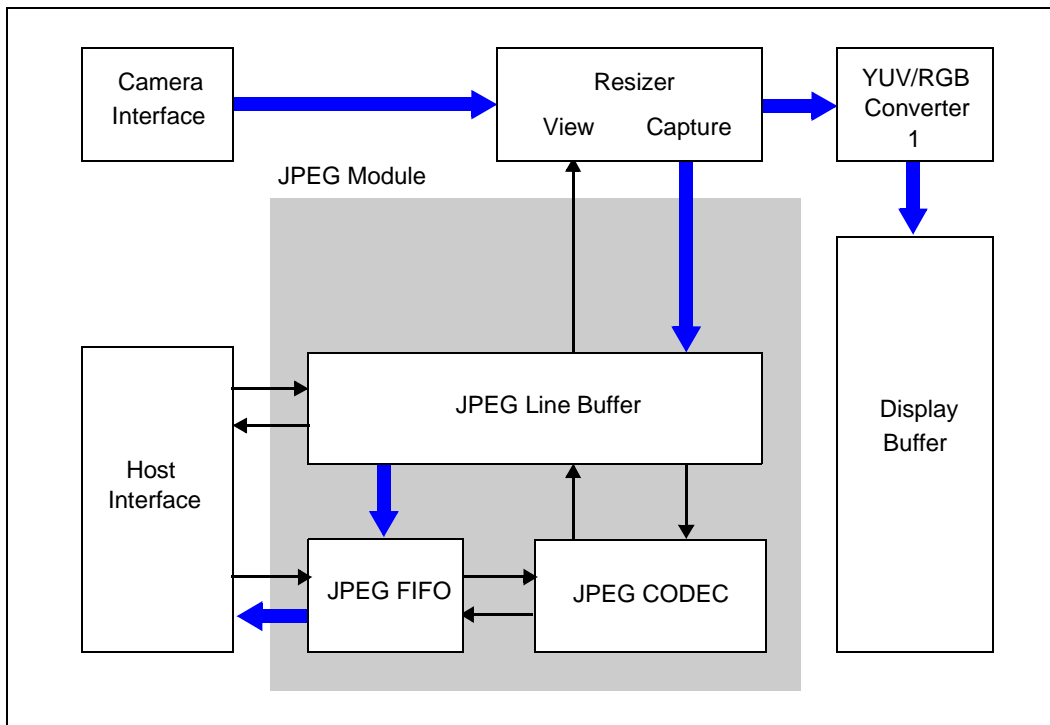 Camera
Interface
Resizer
View Capture
YUV/RGB
Converter
1
JPEG Module
JPEG Line Buffer
Display
Buffer
Host
Interface
JPEG FIFO
JPEG CODEC